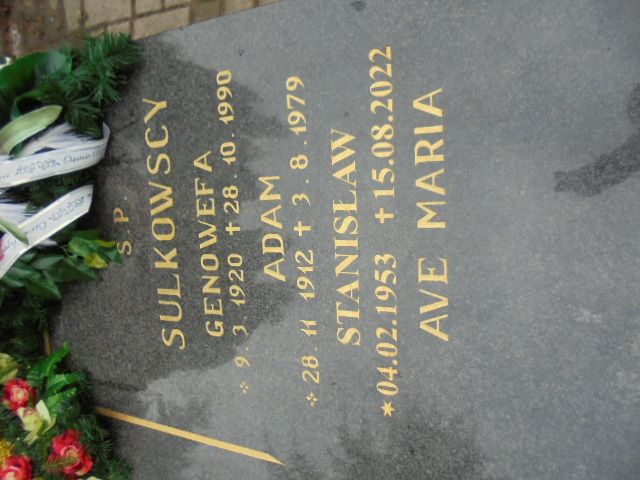 Ś.P.
SULKOWSCY
GENOWEFA
9. 3. 1920 + 28. 10. 1990
ADAM
28. 11 1912 + 3. 8. 1979
STANISŁAW
*04.02.1953 +15.08.2022
AVE MARIA